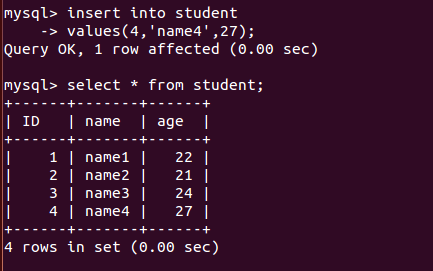 mysql> insert into student
    -> values(4,'name4',27);
Query OK, 1 row affected (0.00 sec)
mysql> select * from student;
+------+-------+------+
| ID   | name  | age  |
+------+-------+------+
|    1 | name1 |   22 |
|    2 | name2 |   21 |
|    3 | name3 |   24 |
|    4 | name4 |   27 |
+------+-------+------+
4 rows in set (0.00 sec)